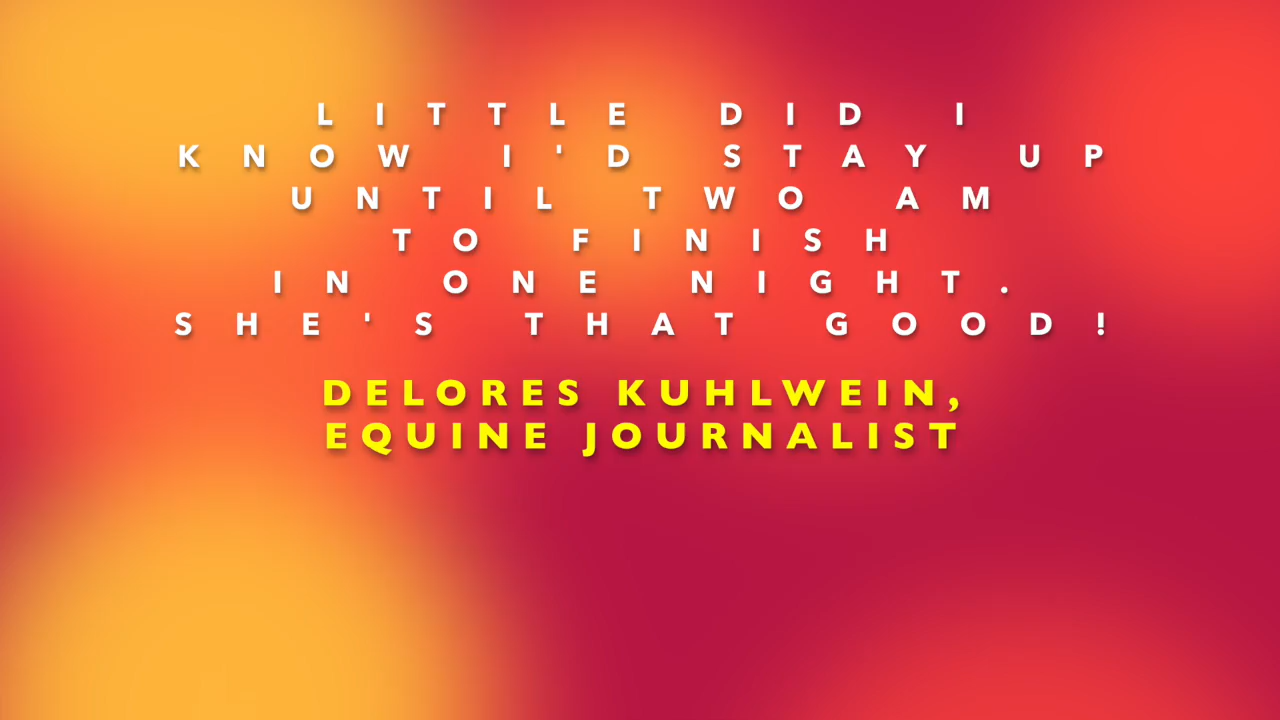 LITTLE DID I
KNOW I'D STAY UP
UNTIL TWO AM
TO FINISH
IN ONE NIGHT.
SHE'S THAT GOOD!
DELORES KUHLWEIN,
EQUINE JOURNALIST